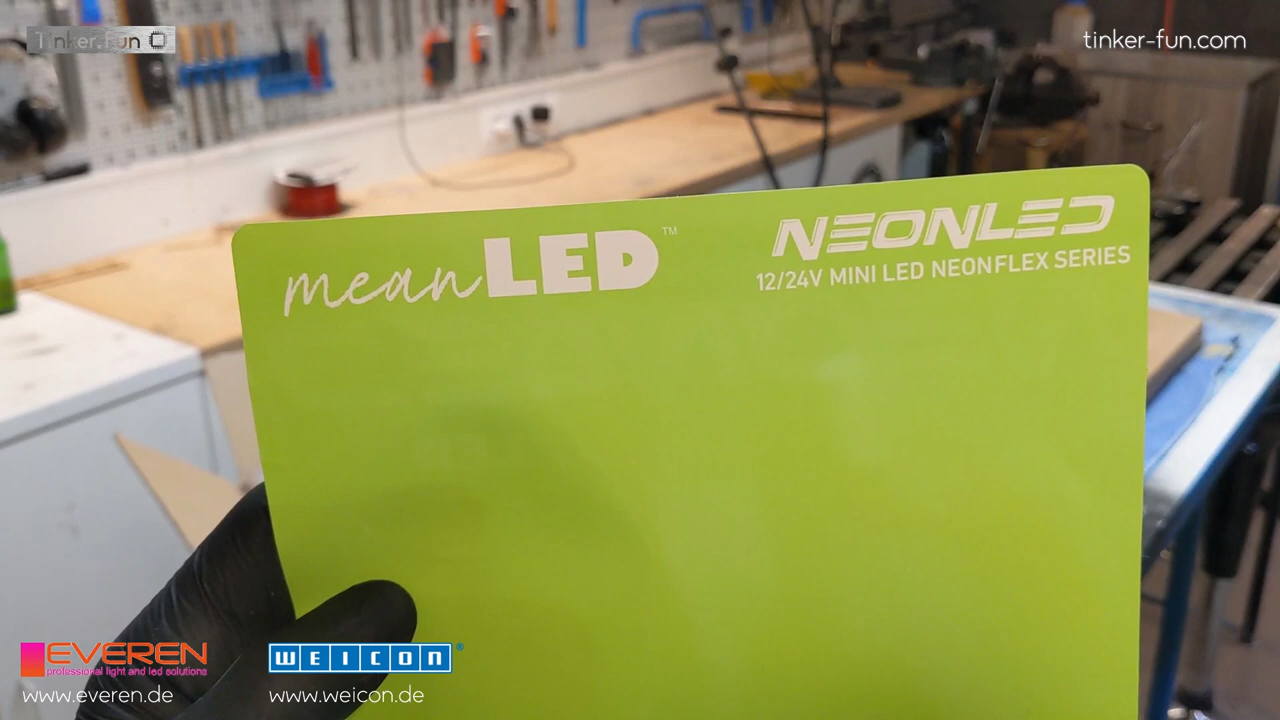 Tinker.fun
tinker-fun.com
meanLED™
NEONLED
12/24V MINI LED NEONFLEX SERIES
EVEREN
professional light and led solutions
www.everen.de
WEICON®
www.weicon.de